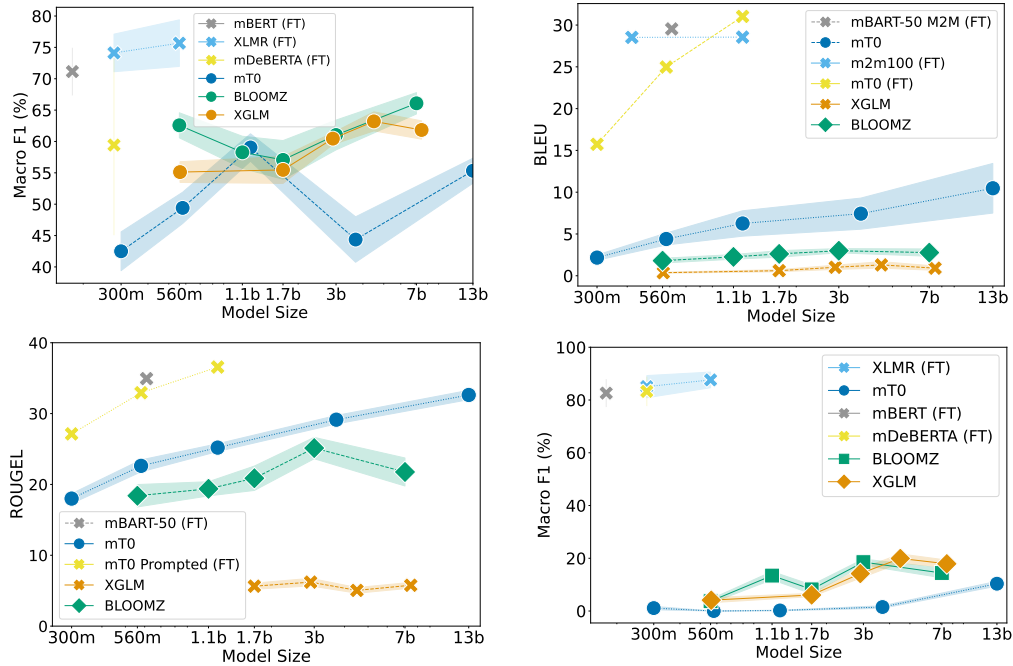 mBERT (FT)
XLMR (FT)
mDeBERTA (FT)
mT0
BLOOMZ
XGLM
80
75
70
65
60
55
50
45
40
Macro F1 (%)
300m 560m 1.1b 1.7b 3b 7b 13b
Model Size
mBART-50 M2M (FT)
mT0
m2m100 (FT)
mT0 (FT)
XGLM
BLOOMZ
30
25
20
15
10
5
0
BLEU
300m 560m 1.1b 1.7b 3b 7b 13b
Model Size
40
30
20
10
0
ROUGEL
mBART-50 (FT)
mT0
mT0 Prompted (FT)
XGLM
BLOOMZ
300m 560m 1.1b 1.7b 3b 7b 13b
Model Size
100
80
60
40
20
0
Macro F1 (%)
XLMR (FT)
mT0
mBERT (FT)
mDeBERTA (FT)
BLOOMZ
XGLM
300m 560m 1.1b 1.7b 3b 7b 13b
Model Size